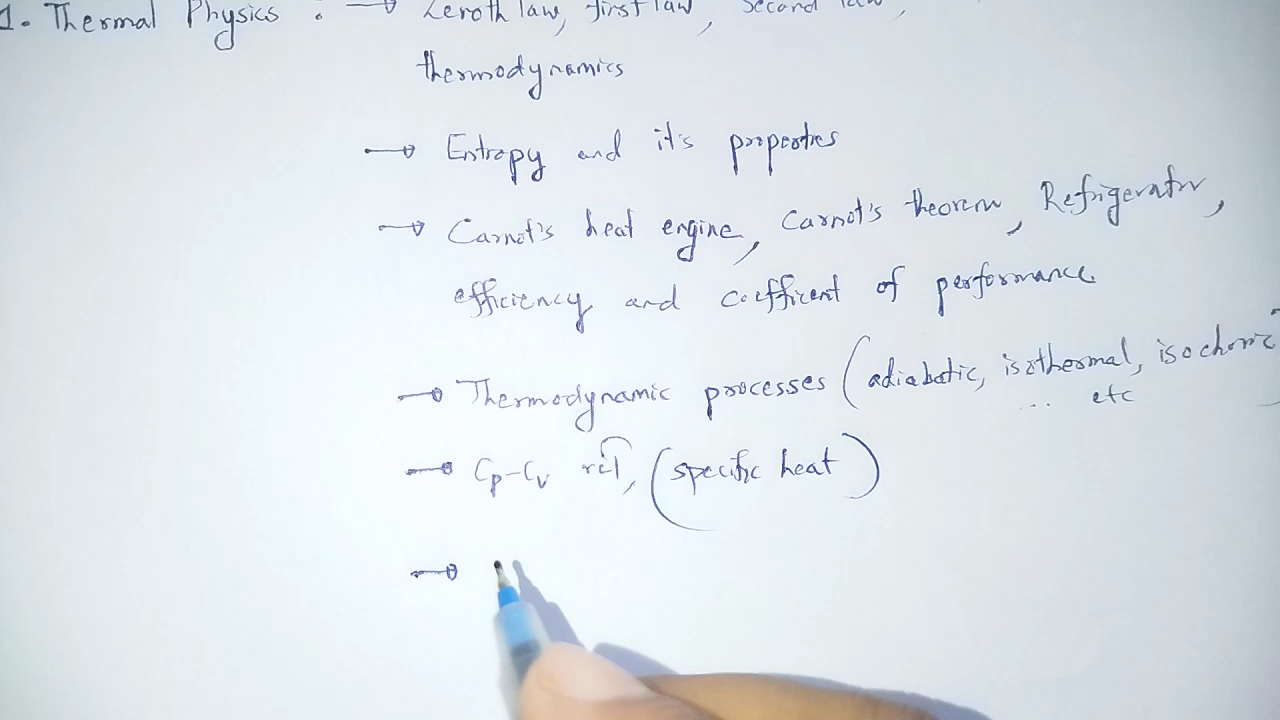 1. Thermal Physics : → Zeroth law, first law, second law,
thermodynamics
→ Entropy and it's properties
→ Carnot's heat engine, Carnot's theorem, Refrigerator,
efficiency and coefficent of performance
→ Thermodynamic processes (adiabatic, isothermal, isochoric
... etc
→ Cp-Cv rel, (specific heat)
→